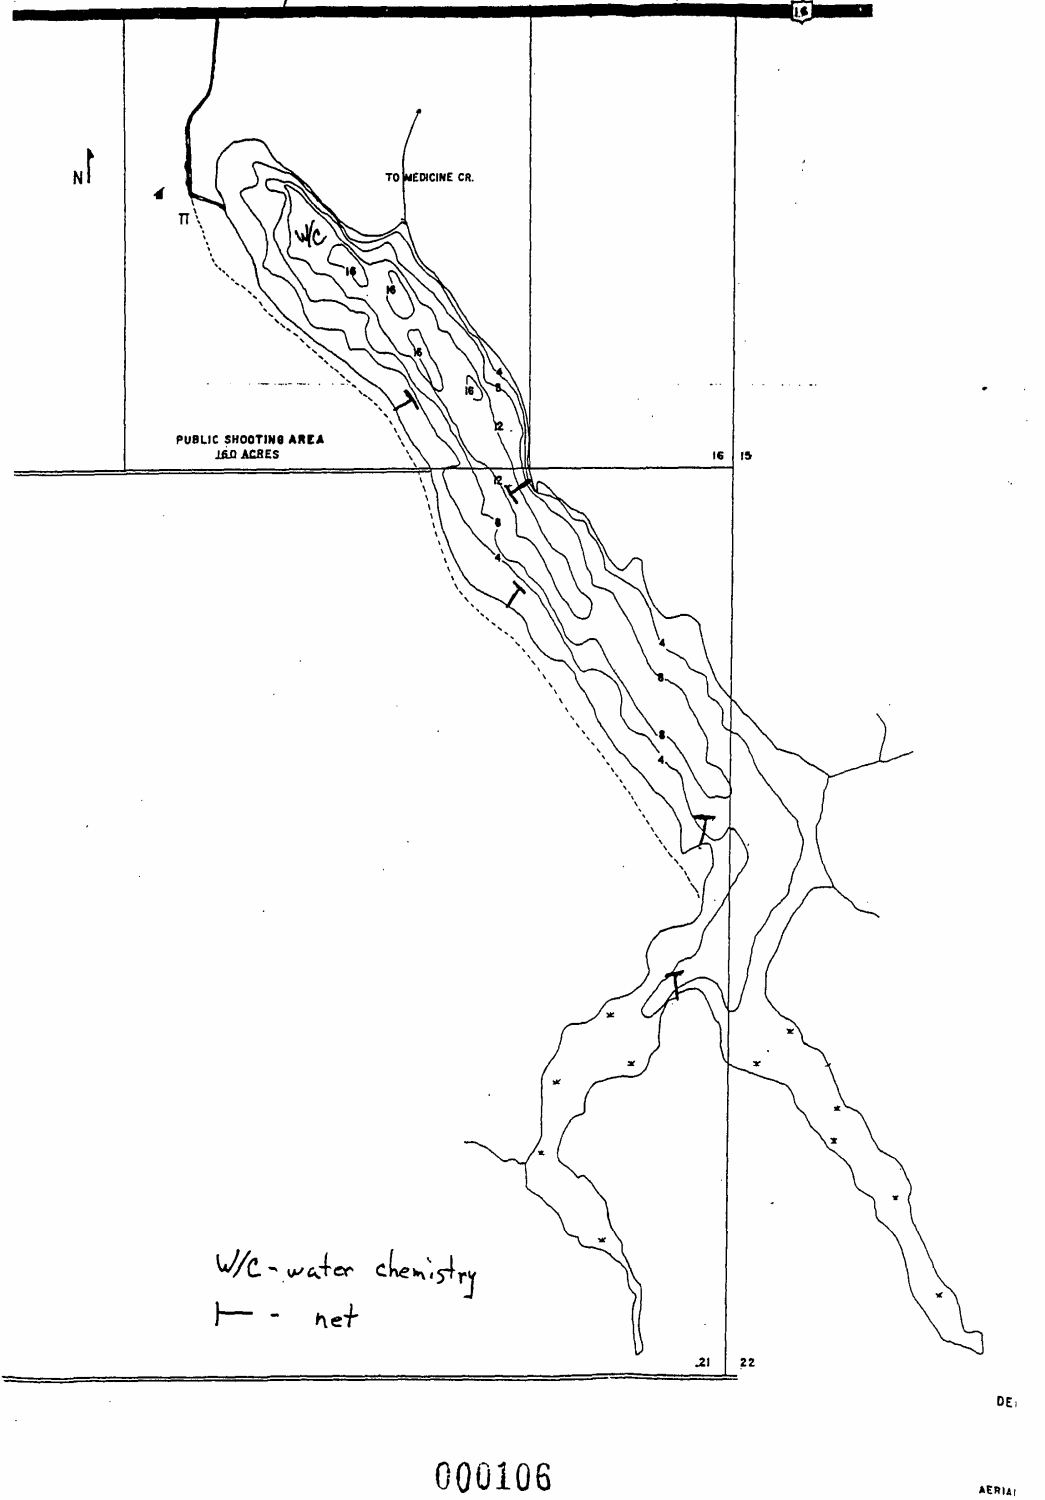 16
N
TO MEDICINE CR.
W/C
16
16
16
16
4
8
12
PUBLIC SHOOTING AREA
160 ACRES
16 15
12
8
4
4
8
8
4
W/C - water chemistry
- net
21 22
DE
000106
AERIAL